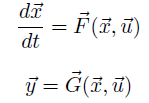 dx⃗/dt = F⃗(x⃗, u⃗)
y⃗ = G⃗(x⃗, u⃗)